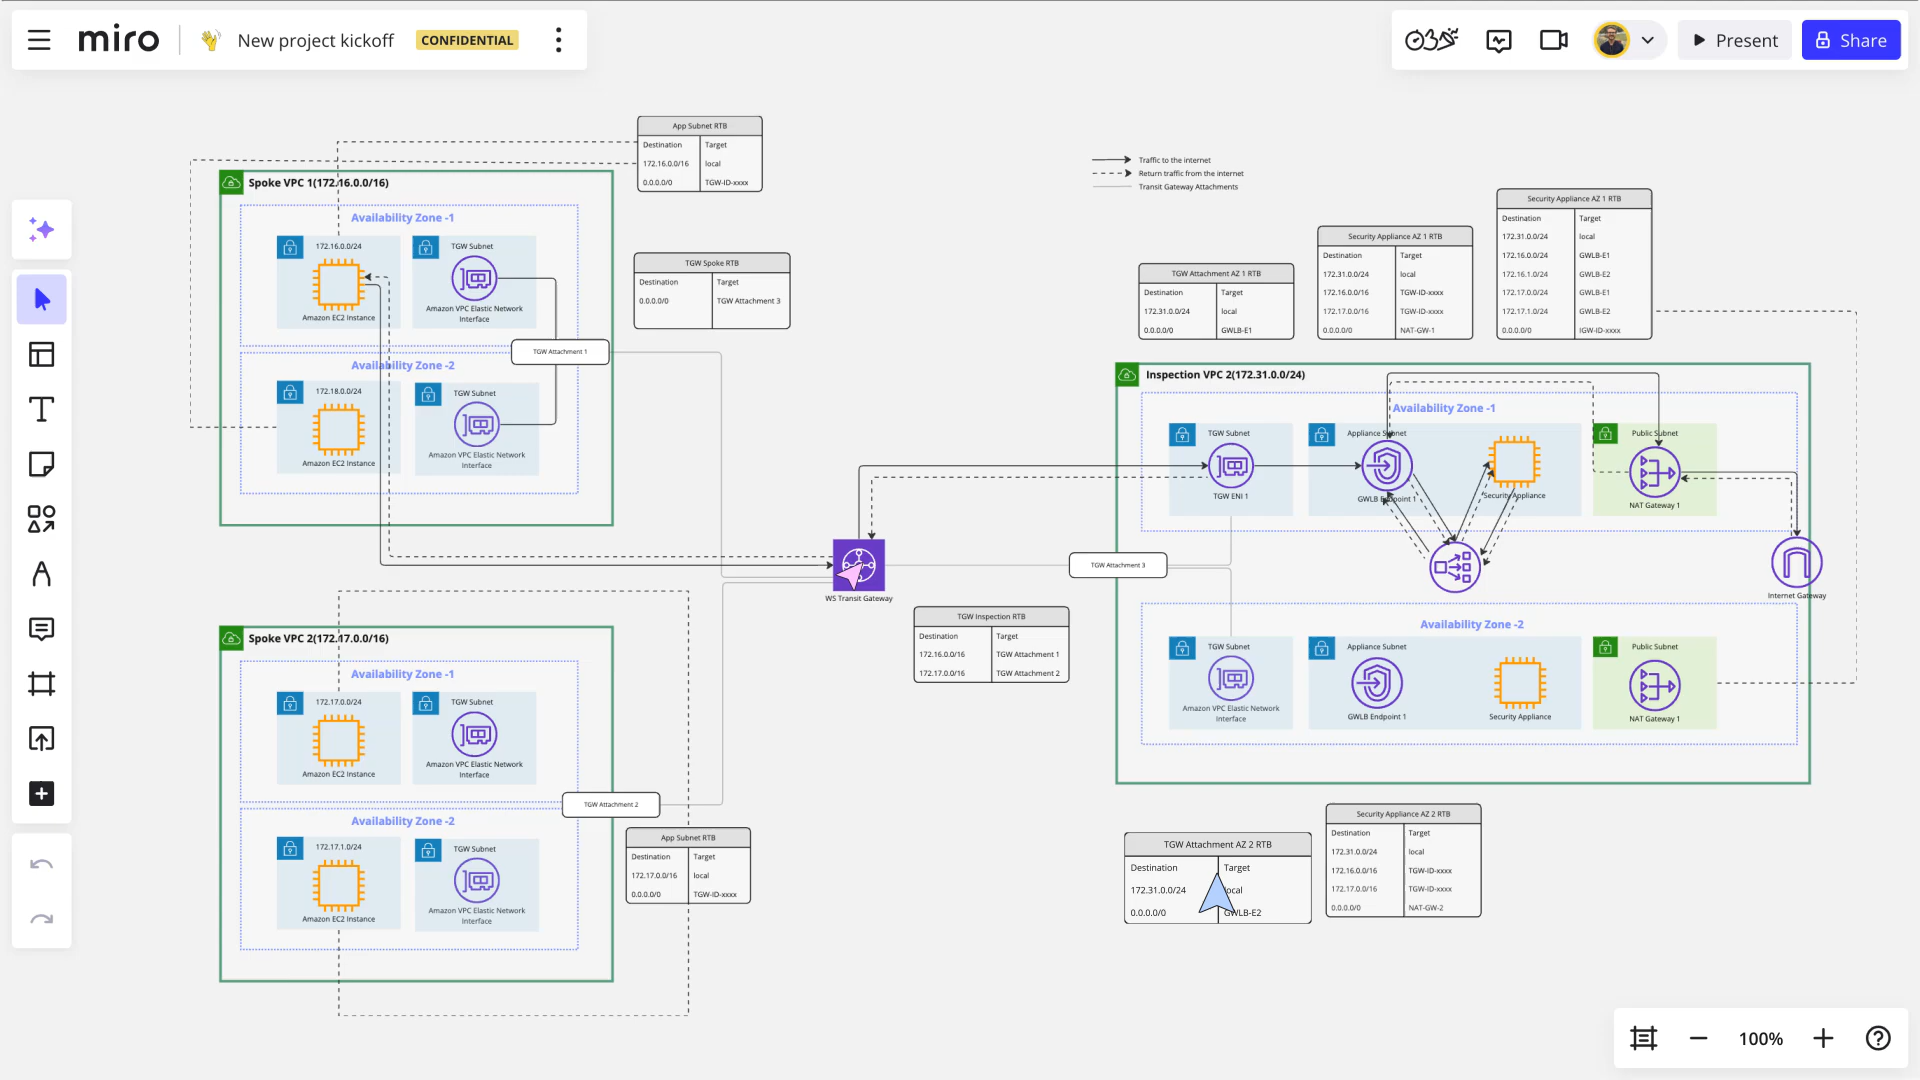 miro
New project kickoff
CONFIDENTIAL
Present
Share
App Subnet RTB
Destination Target
172.16.0.0/16 local
0.0.0.0/0 TGW-ID-xxxx
Traffic to the internet
Return traffic from the internet
Transit Gateway Attachments
Spoke VPC 1(172.16.0.0/16)
Availability Zone -1
172.16.0.0/24
Amazon EC2 Instance
TGW Subnet
Amazon VPC Elastic Network
Interface
TGW Attachment 1
Availability Zone -2
172.18.0.0/24
Amazon EC2 Instance
TGW Subnet
Amazon VPC Elastic Network
Interface
TGW Spoke RTB
Destination Target
0.0.0.0/0 TGW Attachment 3
TGW Attachment AZ 1 RTB
Destination Target
172.31.0.0/24 local
0.0.0.0/0 GWLB-E1
Security Appliance AZ 1 RTB
Destination Target
172.31.0.0/24 local
172.16.0.0/16 TGW-ID-xxxx
172.17.0.0/16 TGW-ID-xxxx
0.0.0.0/0 NAT-GW-1
Security Appliance AZ 1 RTB
Destination Target
172.31.0.0/24 local
172.16.0.0/24 GWLB-E1
172.16.1.0/24 GWLB-E2
172.17.0.0/24 GWLB-E1
172.17.1.0/24 GWLB-E2
0.0.0.0/0 IGW-ID-xxxx
Inspection VPC 2(172.31.0.0/24)
Availability Zone -1
TGW Subnet
TGW ENI 1
Appliance Subnet
GWLB Endpoint 1
Security Appliance
Public Subnet
NAT Gateway 1
Internet Gateway
WS Transit Gateway
TGW Attachment 3
TGW Inspection RTB
Destination Target
172.16.0.0/16 TGW Attachment 1
172.17.0.0/16 TGW Attachment 2
Availability Zone -2
TGW Subnet
Amazon VPC Elastic Network
Interface
Appliance Subnet
GWLB Endpoint 1
Security Appliance
Public Subnet
NAT Gateway 1
Spoke VPC 2(172.17.0.0/16)
Availability Zone -1
172.17.0.0/24
Amazon EC2 Instance
TGW Subnet
Amazon VPC Elastic Network
Interface
TGW Attachment 2
Availability Zone -2
172.17.1.0/24
Amazon EC2 Instance
TGW Subnet
Amazon VPC Elastic Network
Interface
App Subnet RTB
Destination Target
172.17.0.0/16 local
0.0.0.0/0 TGW-ID-xxxx
TGW Attachment AZ 2 RTB
Destination Target
172.31.0.0/24 local
0.0.0.0/0 GWLB-E2
Security Appliance AZ 2 RTB
Destination Target
172.31.0.0/24 local
172.16.0.0/16 TGW-ID-xxxx
172.17.0.0/16 TGW-ID-xxxx
0.0.0.0/0 NAT-GW-2
100%